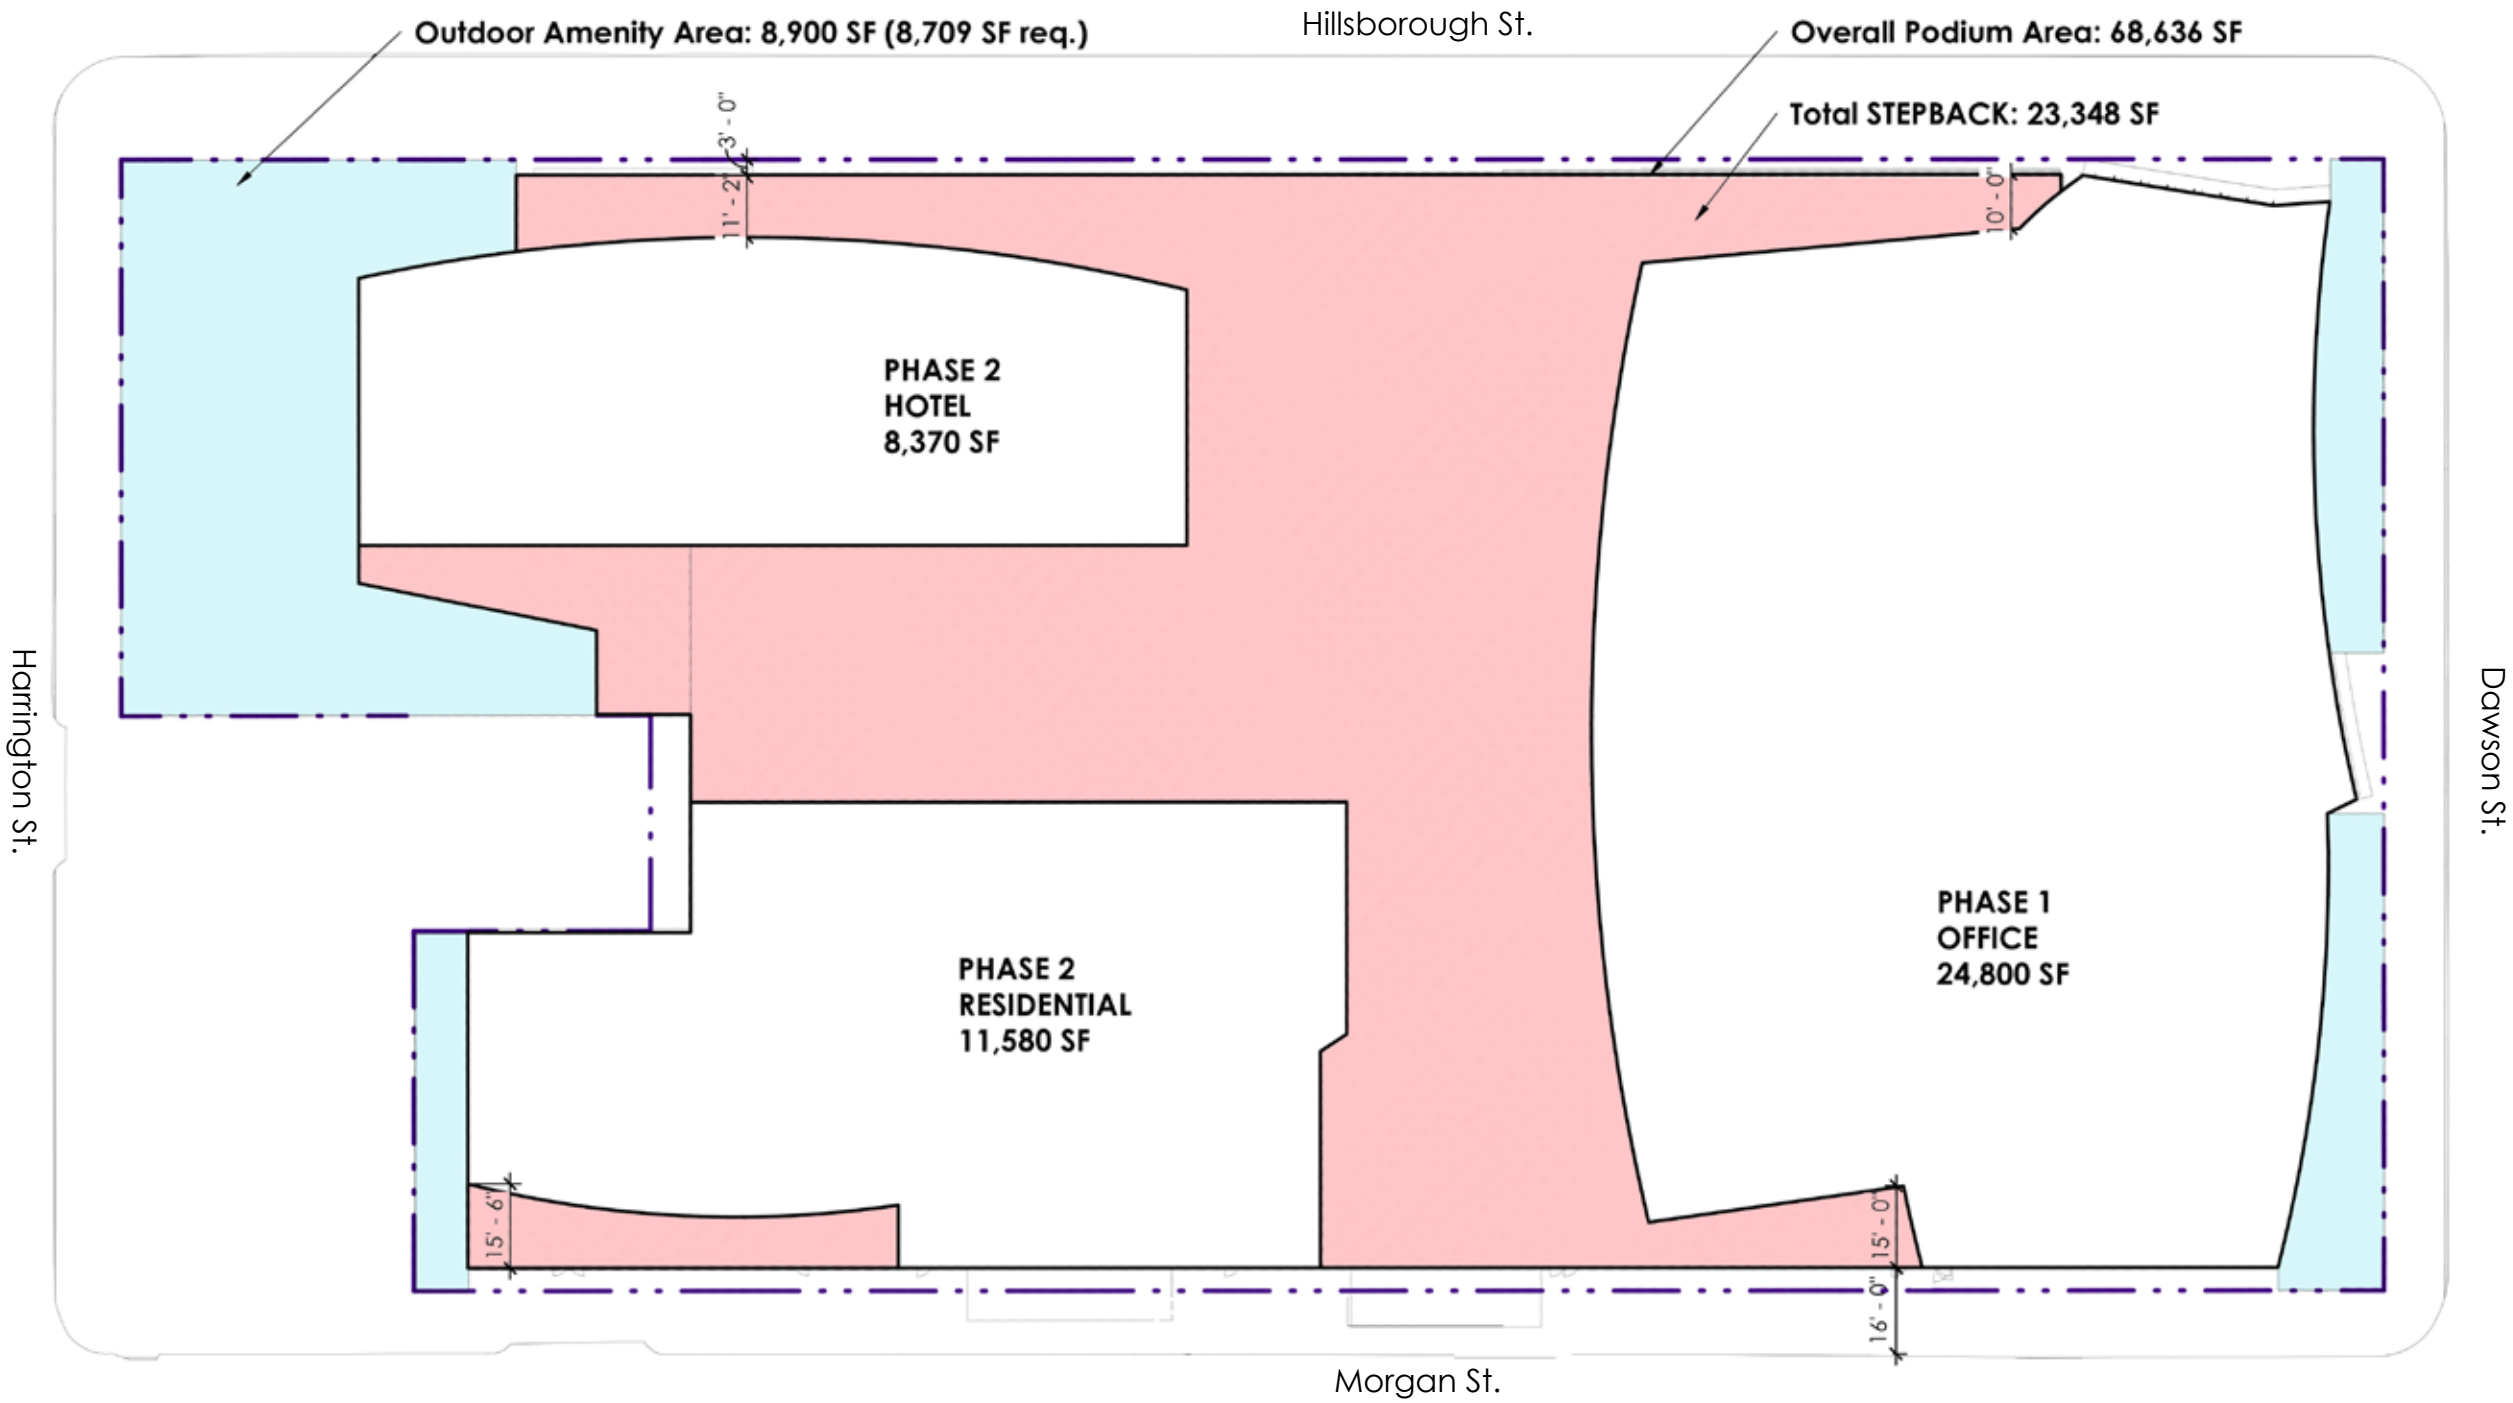 Hillsborough St.
Outdoor Amenity Area: 8,900 SF (8,709 SF req.)
Overall Podium Area: 68,636 SF
Total STEPBACK: 23,348 SF
3' - 0"
11' - 2"
10' - 0"
PHASE 2
HOTEL
8,370 SF
Harrington St.
Dawson St.
PHASE 1
OFFICE
24,800 SF
PHASE 2
RESIDENTIAL
11,580 SF
15' - 6"
15' - 0"
16' - 0"
Morgan St.